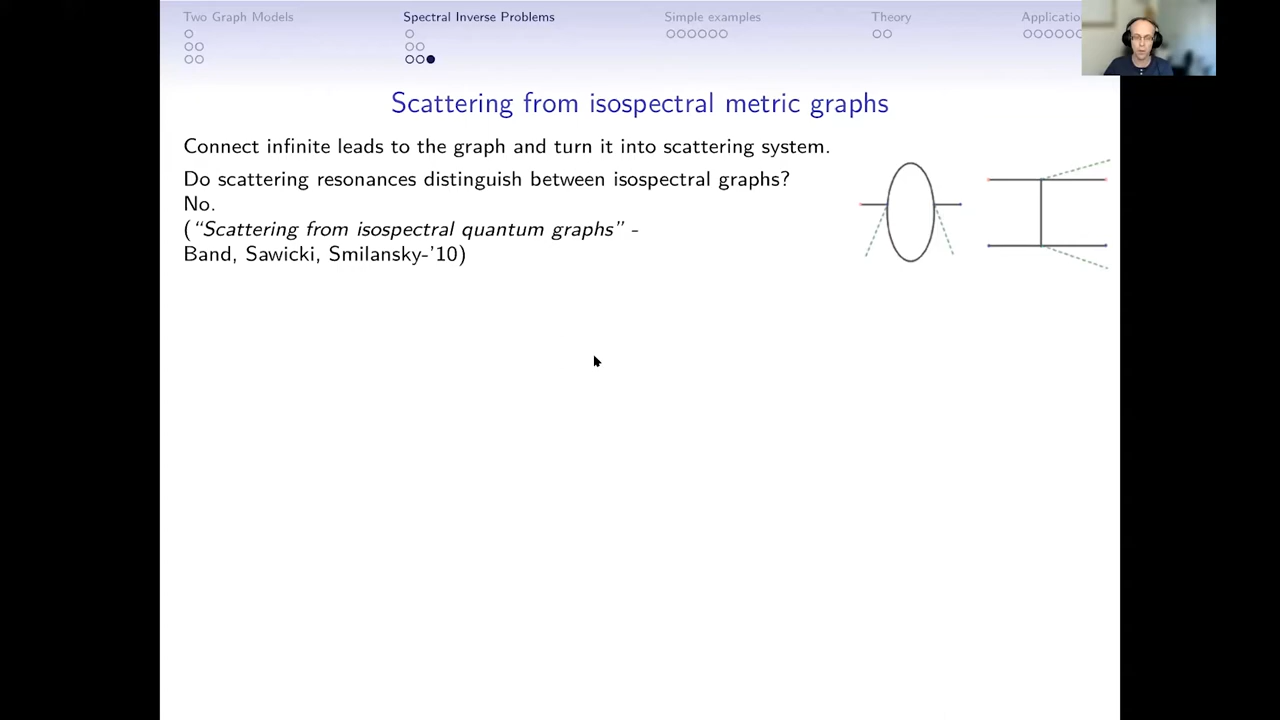 Two Graph Models
Spectral Inverse Problems
Simple examples
Theory
Applicatio
Scattering from isospectral metric graphs
Connect infinite leads to the graph and turn it into scattering system.
Do scattering resonances distinguish between isospectral graphs?
No.
(“Scattering from isospectral quantum graphs” -
Band, Sawicki, Smilansky-’10)